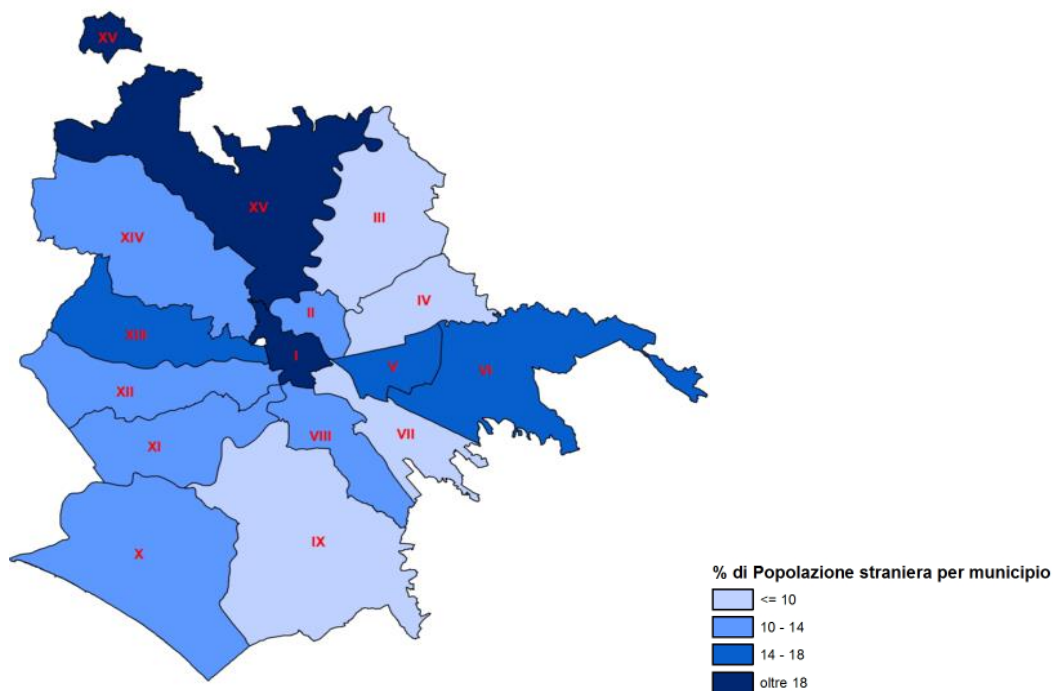 XV
XV
III
XIV
IV
II
XIII
I
V
VI
XII
VII
VIII
XI
IX
X
% di Popolazione straniera per municipio
<= 10
10 - 14
14 - 18
oltre 18